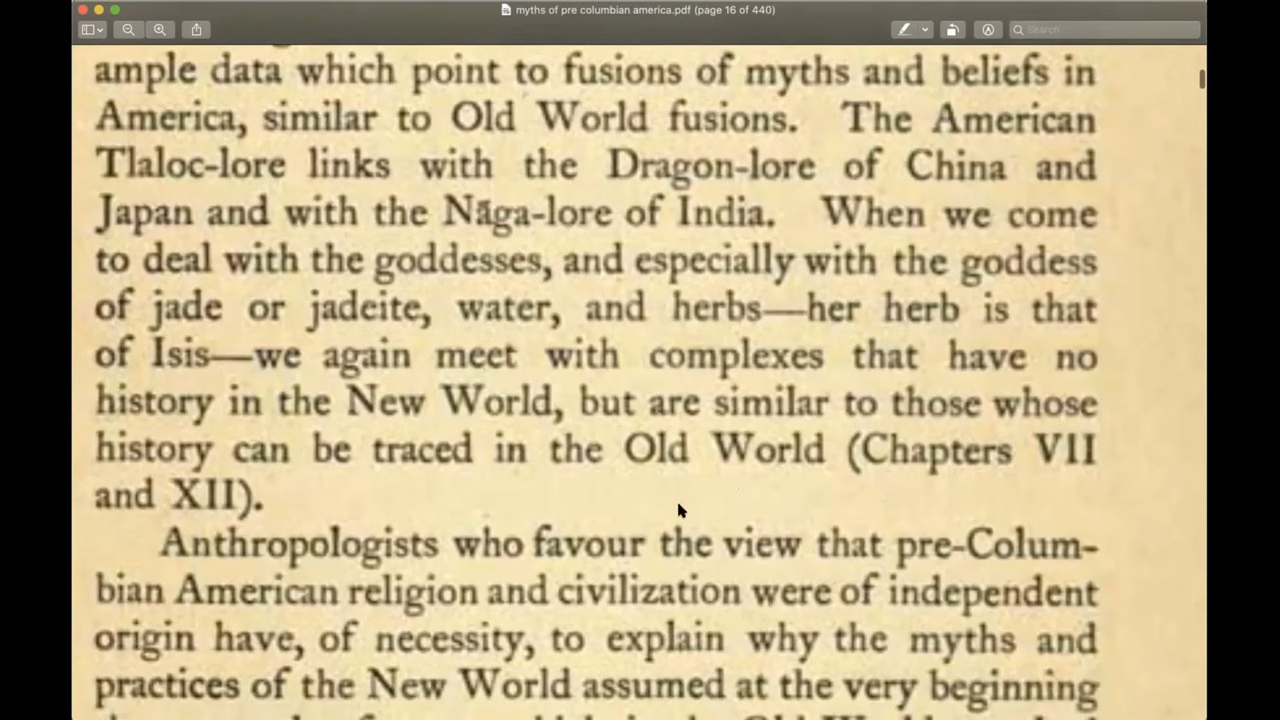 myths of pre columbian america.pdf (page 16 of 440)
Search
ample data which point to fusions of myths and beliefs in
America, similar to Old World fusions. The American
Tlaloc-lore links with the Dragon-lore of China and
Japan and with the Nāga-lore of India. When we come
to deal with the goddesses, and especially with the goddess
of jade or jadeite, water, and herbs—her herb is that
of Isis—we again meet with complexes that have no
history in the New World, but are similar to those whose
history can be traced in the Old World (Chapters VII
and XII).
Anthropologists who favour the view that pre-Colum-
bian American religion and civilization were of independent
origin have, of necessity, to explain why the myths and
practices of the New World assumed at the very beginning